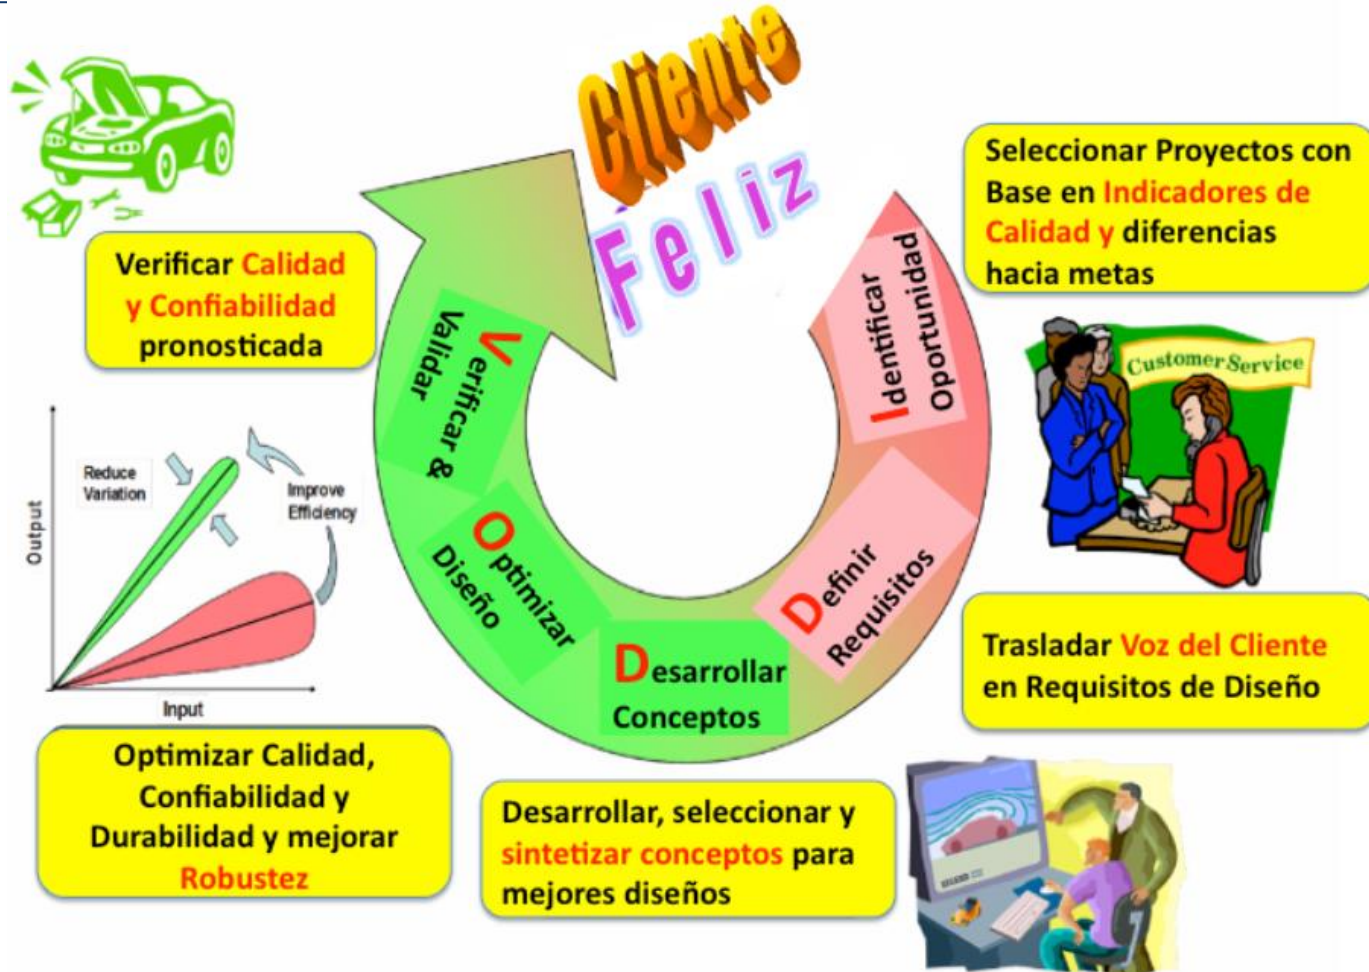 Cliente
Feliz
Seleccionar Proyectos con
Base en Indicadores de
Calidad y diferencias
hacia metas
Identificar
Oportunidad
Customer Service
Definir
Requisitos
Trasladar Voz del Cliente
en Requisitos de Diseño
Desarrollar
Conceptos
Desarrollar, seleccionar y
sintetizar conceptos para
mejores diseños
Optimizar
Diseño
Optimizar Calidad,
Confiabilidad y
Durabilidad y mejorar
Robustez
Output
Reduce
Variation
Improve
Efficiency
Input
Verificar &
Validar
Verificar Calidad
y Confiabilidad
pronosticada